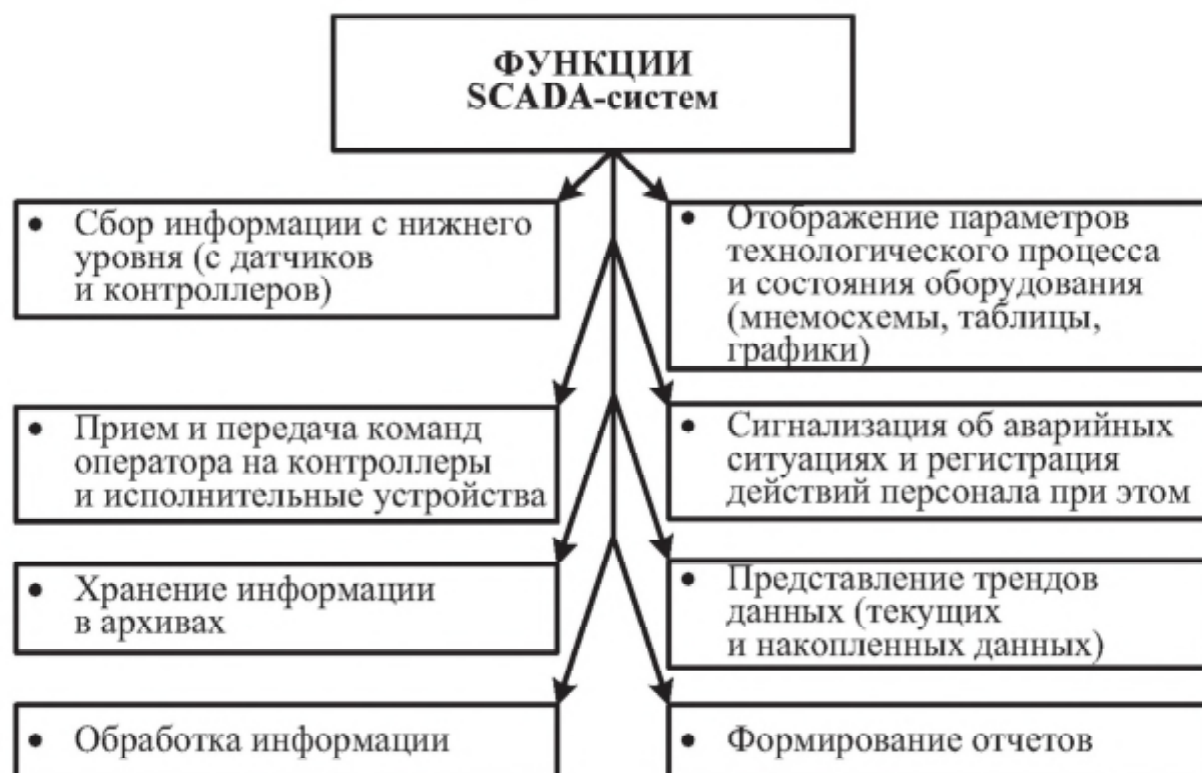 ФУНКЦИИ
SCADA-систем
• Сбор информации с нижнего
уровня (с датчиков
и контроллеров)
• Отображение параметров
технологического процесса
и состояния оборудования
(мнемосхемы, таблицы,
графики)
• Прием и передача команд
оператора на контроллеры
и исполнительные устройства
• Сигнализация об аварийных
ситуациях и регистрация
действий персонала при этом
• Хранение информации
в архивах
• Представление трендов
данных (текущих
и накопленных данных)
• Обработка информации
• Формирование отчетов